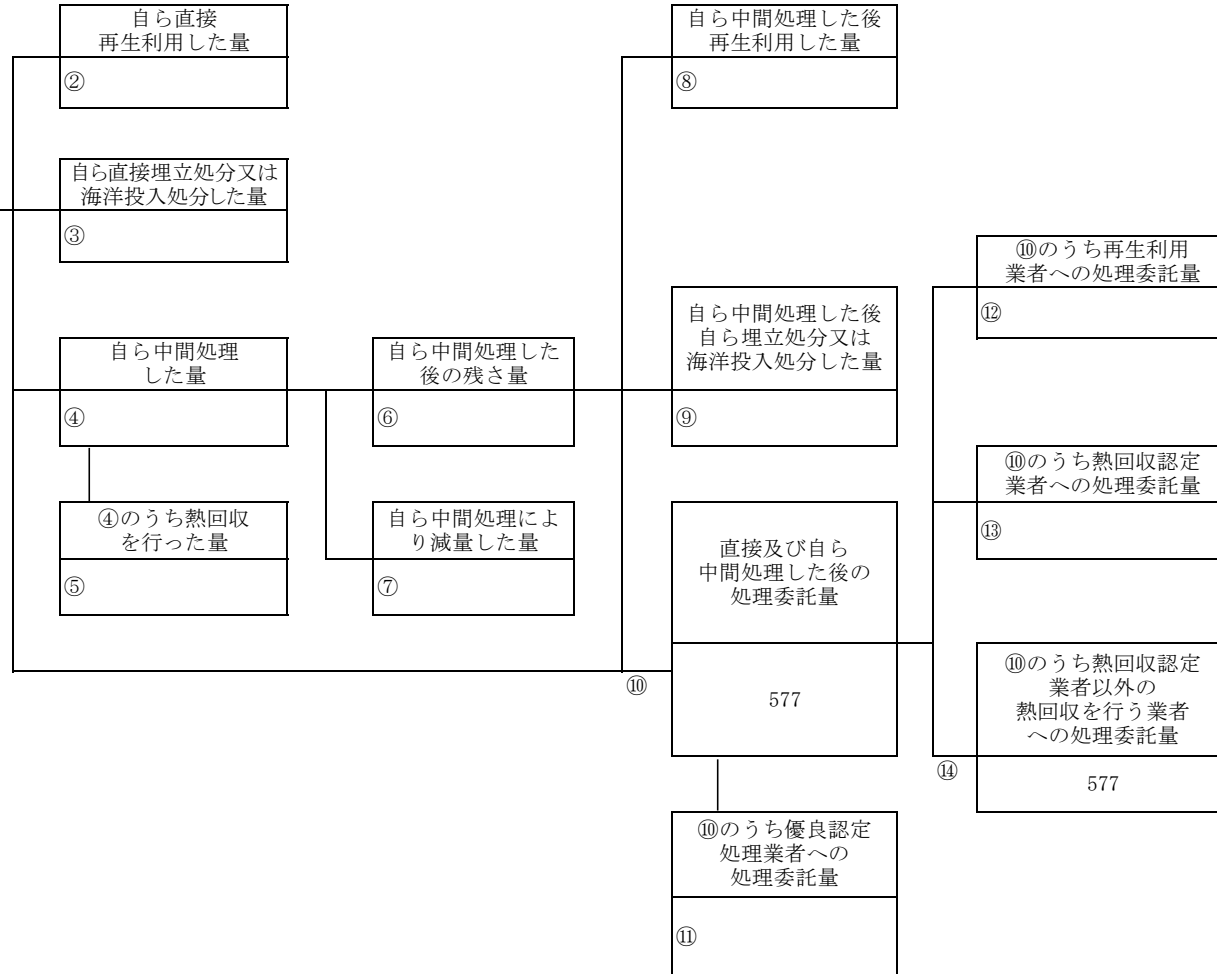 自ら直接
再生利用した量
②
自ら直接埋立処分又は
海洋投入処分した量
③
自ら中間処理
した量
④
④のうち熱回収
を行った量
⑤
自ら中間処理した
後の残さ量
⑥
自ら中間処理によ
り減量した量
⑦
自ら中間処理した後
再生利用した量
⑧
自ら中間処理した後
自ら埋立処分又は
海洋投入処分した量
⑨
直接及び自ら
中間処理した後の
処理委託量
⑩
577
⑩のうち優良認定
処理業者への
処理委託量
⑪
⑩のうち再生利用
業者への処理委託量
⑫
⑩のうち熱回収認定
業者への処理委託量
⑬
⑩のうち熱回収認定
業者以外の
熱回収を行う業者
への処理委託量
⑭
577